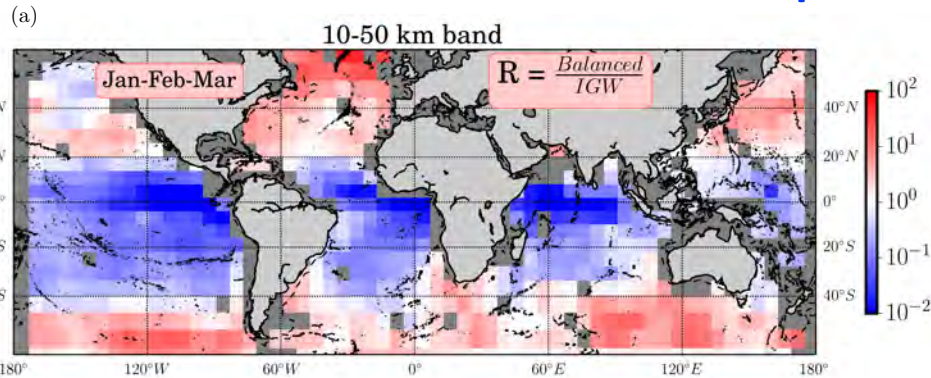 (a)
10-50 km band
Jan-Feb-Mar
R = Balanced / IGW
10^2
10^1
10^0
10^-1
10^-2
N
40°N
N
20°N
°
0°
S
20°S
S
40°S
180°
120°W
60°W
0°
60°E
120°E
180°